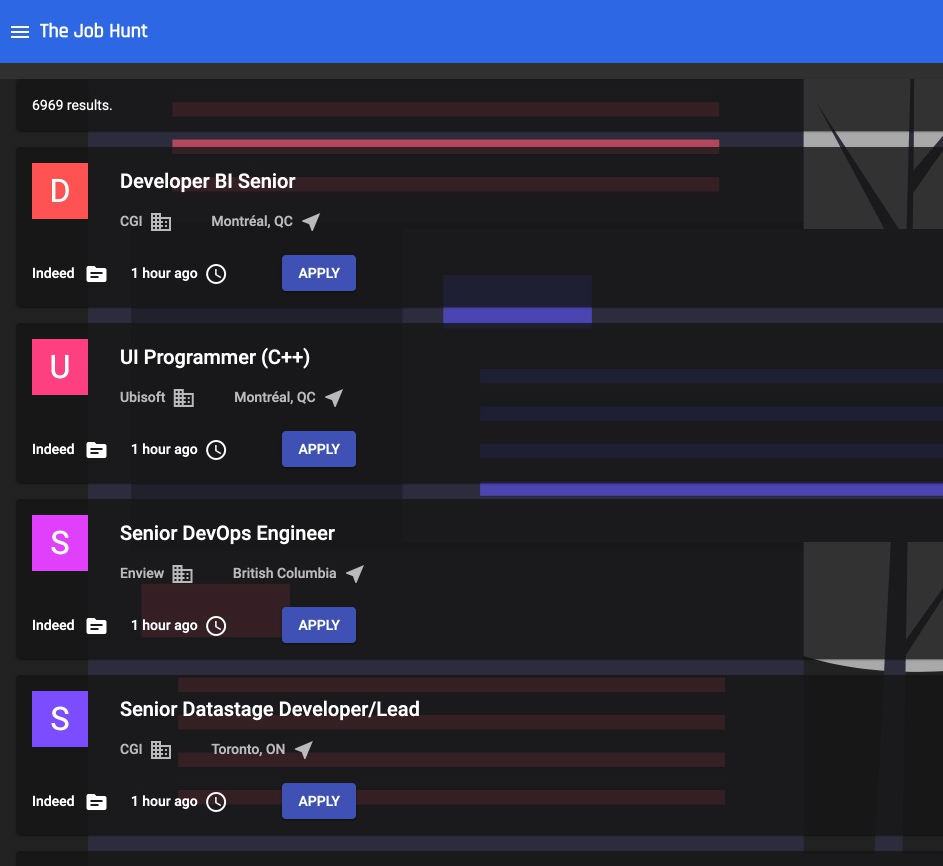 The Job Hunt
6969 results.
D
Developer BI Senior
CGI Montréal, QC
Indeed 1 hour ago APPLY
U
UI Programmer (C++)
Ubisoft Montréal, QC
Indeed 1 hour ago APPLY
S
Senior DevOps Engineer
Enview British Columbia
Indeed 1 hour ago APPLY
S
Senior Datastage Developer/Lead
CGI Toronto, ON
Indeed 1 hour ago APPLY